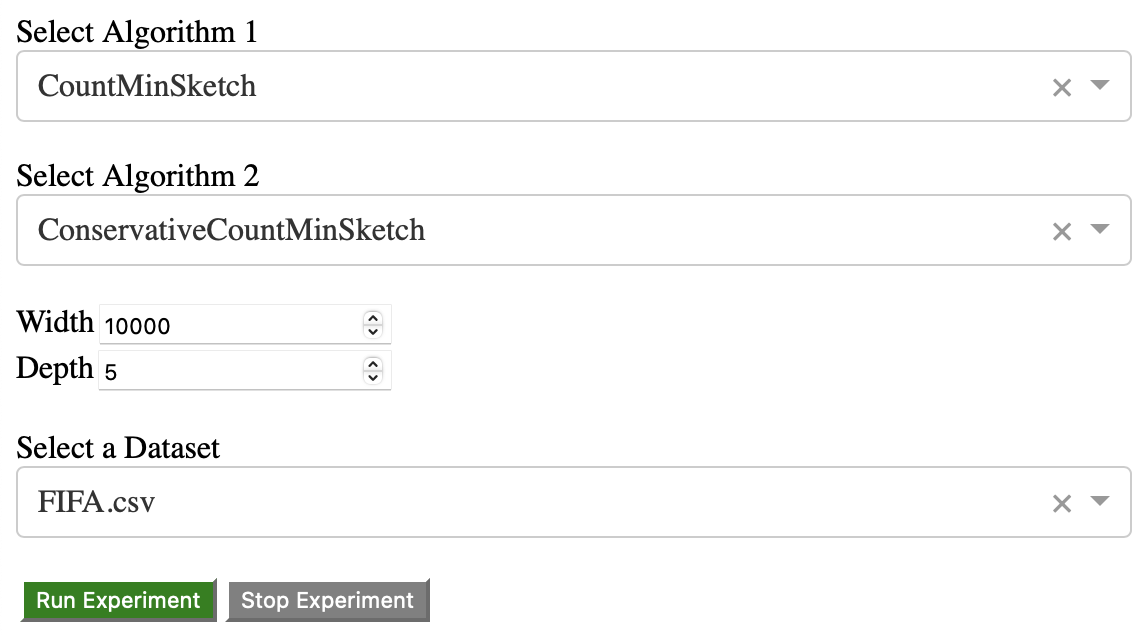 Select Algorithm 1
CountMinSketch
Select Algorithm 2
ConservativeCountMinSketch
Width 10000
Depth 5
Select a Dataset
FIFA.csv
Run Experiment Stop Experiment